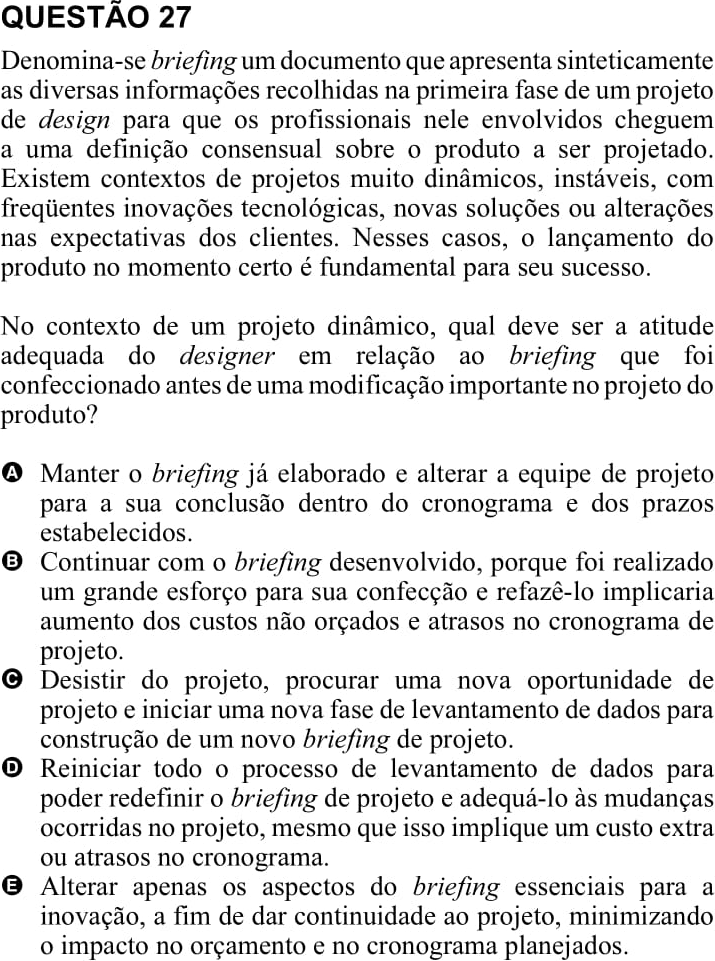 QUESTÃO 27
Denomina-se briefing um documento que apresenta sinteticamente
as diversas informações recolhidas na primeira fase de um projeto
de design para que os profissionais nele envolvidos cheguem
a uma definição consensual sobre o produto a ser projetado.
Existem contextos de projetos muito dinâmicos, instáveis, com
freqüentes inovações tecnológicas, novas soluções ou alterações
nas expectativas dos clientes. Nesses casos, o lançamento do
produto no momento certo é fundamental para seu sucesso.
No contexto de um projeto dinâmico, qual deve ser a atitude
adequada do designer em relação ao briefing que foi
confeccionado antes de uma modificação importante no projeto do
produto?
A Manter o briefing já elaborado e alterar a equipe de projeto
para a sua conclusão dentro do cronograma e dos prazos
estabelecidos.
B Continuar com o briefing desenvolvido, porque foi realizado
um grande esforço para sua confecção e refazê-lo implicaria
aumento dos custos não orçados e atrasos no cronograma de
projeto.
C Desistir do projeto, procurar uma nova oportunidade de
projeto e iniciar uma nova fase de levantamento de dados para
construção de um novo briefing de projeto.
D Reiniciar todo o processo de levantamento de dados para
poder redefinir o briefing de projeto e adequá-lo às mudanças
ocorridas no projeto, mesmo que isso implique um custo extra
ou atrasos no cronograma.
E Alterar apenas os aspectos do briefing essenciais para a
inovação, a fim de dar continuidade ao projeto, minimizando
o impacto no orçamento e no cronograma planejados.